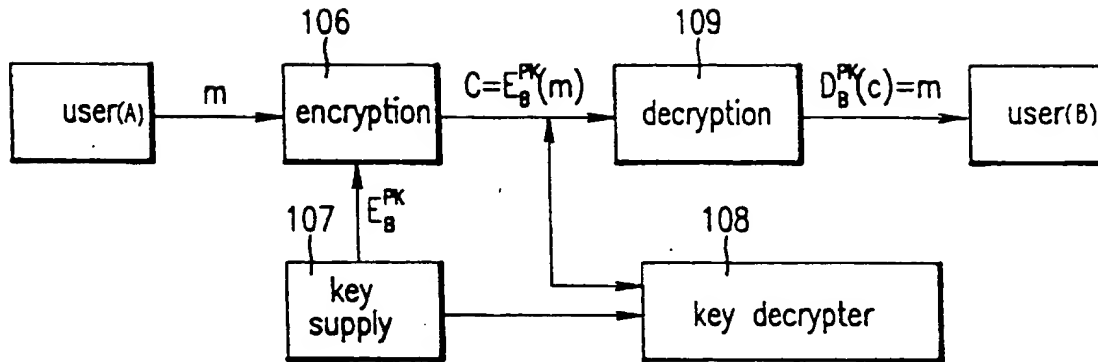 106
109
user(A)
m
encryption
C=E_B^PK(m)
decryption
D_B^PK(c)=m
user(B)
107
E_B^PK
108
key
supply
key decrypter